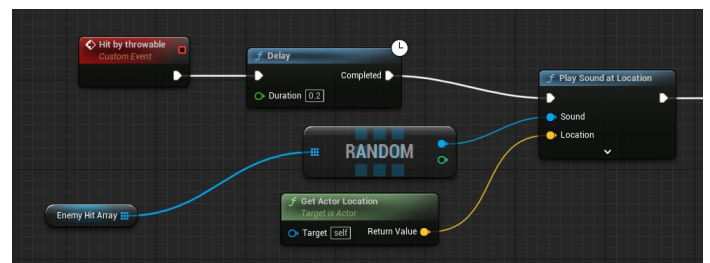 Hit by throwable
Custom Event
f Delay
Completed
Duration 0.2
f Play Sound at Location
Sound
Location
RANDOM
Enemy Hit Array
f Get Actor Location
Target is Actor
Target self
Return Value